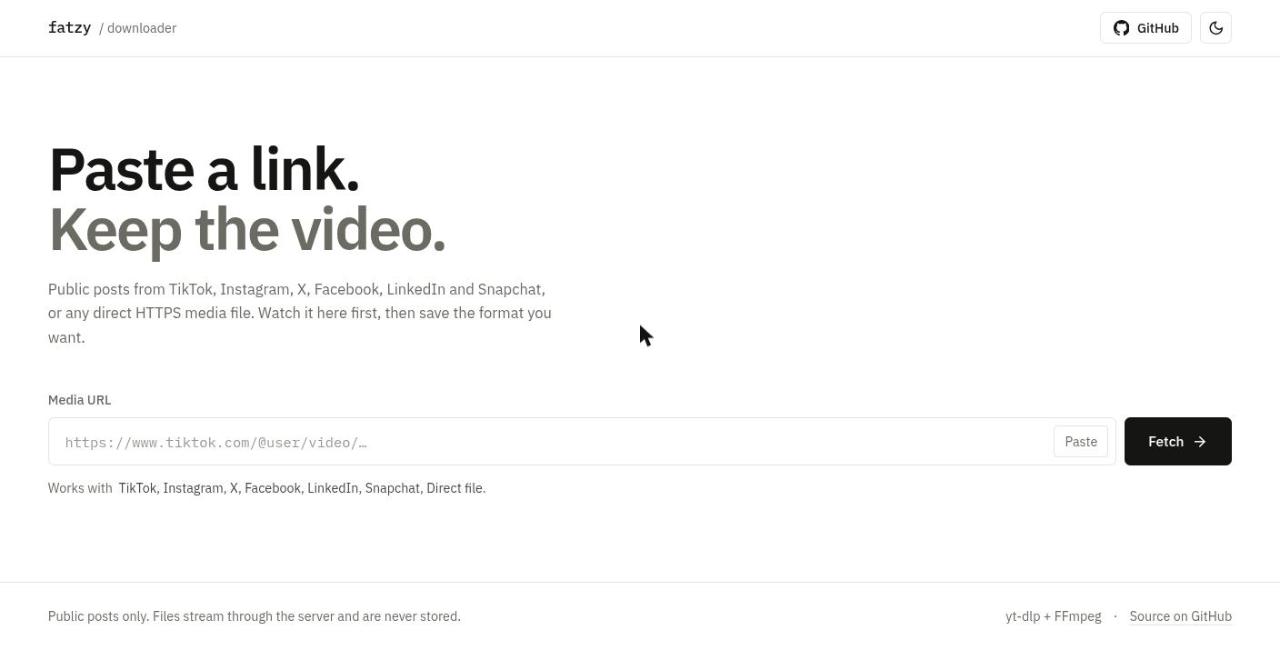 fatzy / downloader
GitHub
Paste a link.
Keep the video.
Public posts from TikTok, Instagram, X, Facebook, LinkedIn and Snapchat,
or any direct HTTPS media file. Watch it here first, then save the format you
want.
Media URL
https://www.tiktok.com/@user/video/…
Paste
Fetch →
Works with TikTok, Instagram, X, Facebook, LinkedIn, Snapchat, Direct file.
Public posts only. Files stream through the server and are never stored.
yt-dlp + FFmpeg · Source on GitHub